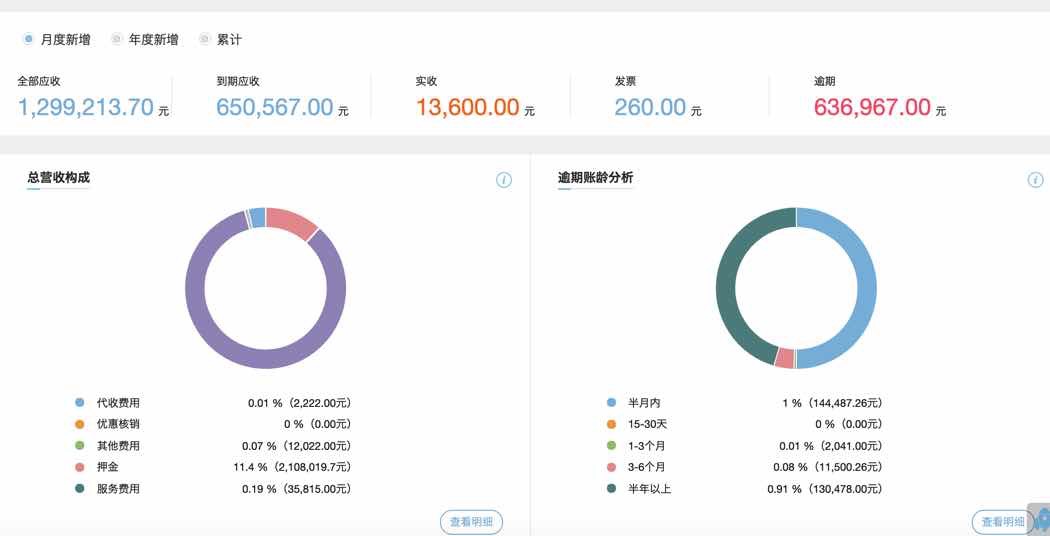 月度新增 年度新增 累计
全部应收 到期应收 实收 发票 逾期
1,299,213.70 元 650,567.00 元 13,600.00 元 260.00 元 636,967.00 元
总营收构成
代收费用 0.01 %（2,222.00元）
优惠核销 0 %（0.00元）
其他费用 0.07 %（12,022.00元）
押金 11.4 %（2,108,019.7元）
服务费用 0.19 %（35,815.00元）
查看明细
逾期账龄分析
半月内 1 %（144,487.26元）
15-30天 0 %（0.00元）
1-3个月 0.01 %（2,041.00元）
3-6个月 0.08 %（11,500.26元）
半年以上 0.91 %（130,478.00元）
查看明细